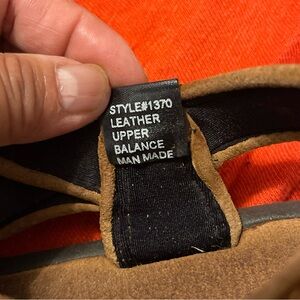 STYLE#1370
LEATHER
UPPER
BALANCE
MAN MADE